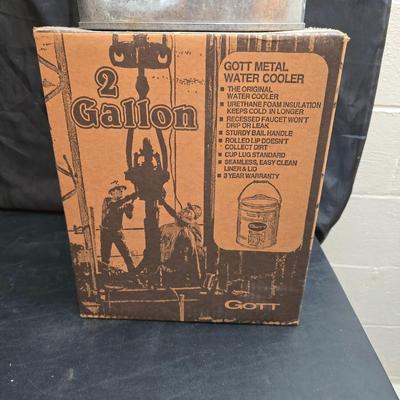 2
Gallon
GOTT METAL
WATER COOLER
■ THE ORIGINAL
WATER COOLER
■ URETHANE FOAM INSULATION
KEEPS COLD IN LONGER
■ RECESSED FAUCET WON'T
DRIP OR LEAK
■ STURDY BAIL HANDLE
■ ROLLED LIP DOESN'T
COLLECT DIRT
■ CUP LUG STANDARD
■ SEAMLESS, EASY CLEAN
LINER & LID
■ 3 YEAR WARRANTY
GOTT